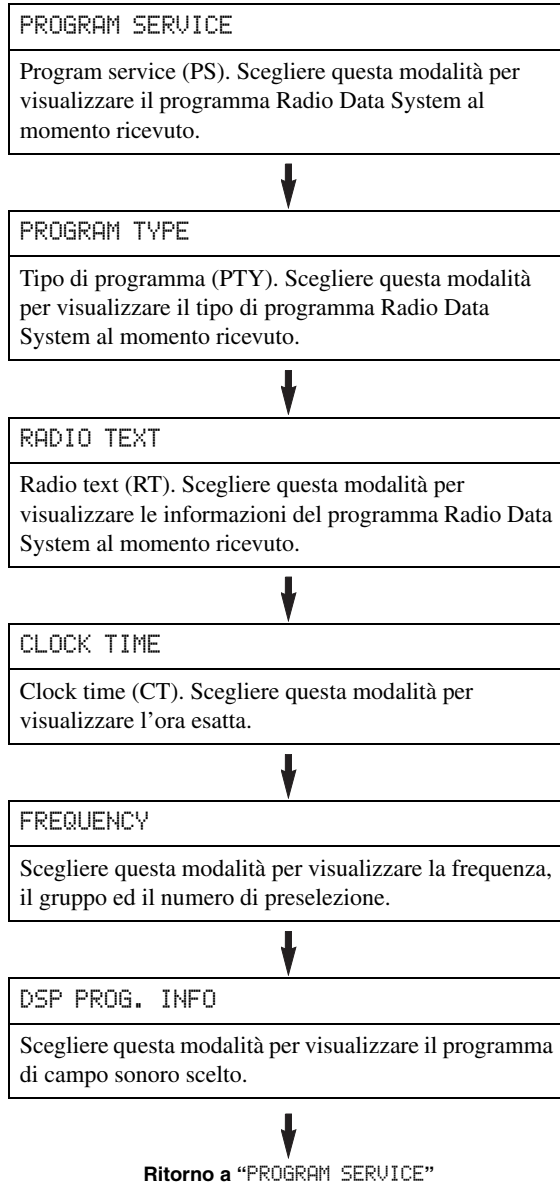 PROGRAM SERVICE
Program service (PS). Scegliere questa modalità per
visualizzare il programma Radio Data System al
momento ricevuto.
PROGRAM TYPE
Tipo di programma (PTY). Scegliere questa modalità
per visualizzare il tipo di programma Radio Data
System al momento ricevuto.
RADIO TEXT
Radio text (RT). Scegliere questa modalità per
visualizzare le informazioni del programma Radio Data
System al momento ricevuto.
CLOCK TIME
Clock time (CT). Scegliere questa modalità per
visualizzare l'ora esatta.
FREQUENCY
Scegliere questa modalità per visualizzare la frequenza,
il gruppo ed il numero di preselezione.
DSP PROG. INFO
Scegliere questa modalità per visualizzare il programma
di campo sonoro scelto.
Ritorno a “PROGRAM SERVICE”